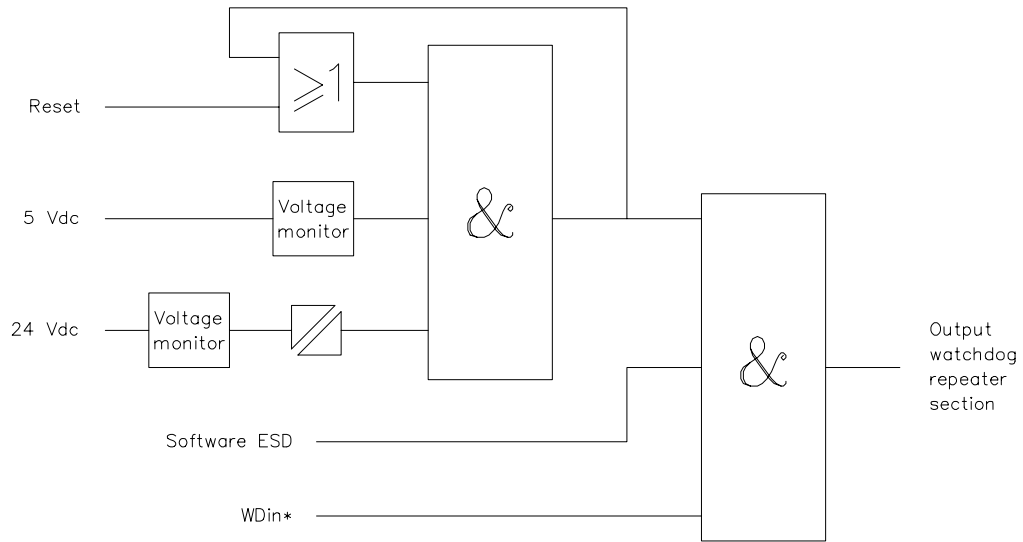 ≥1
Reset
5 Vdc
Voltage
monitor
&
24 Vdc
Voltage
monitor
&
Output
watchdog
repeater
section
Software ESD
WDin*